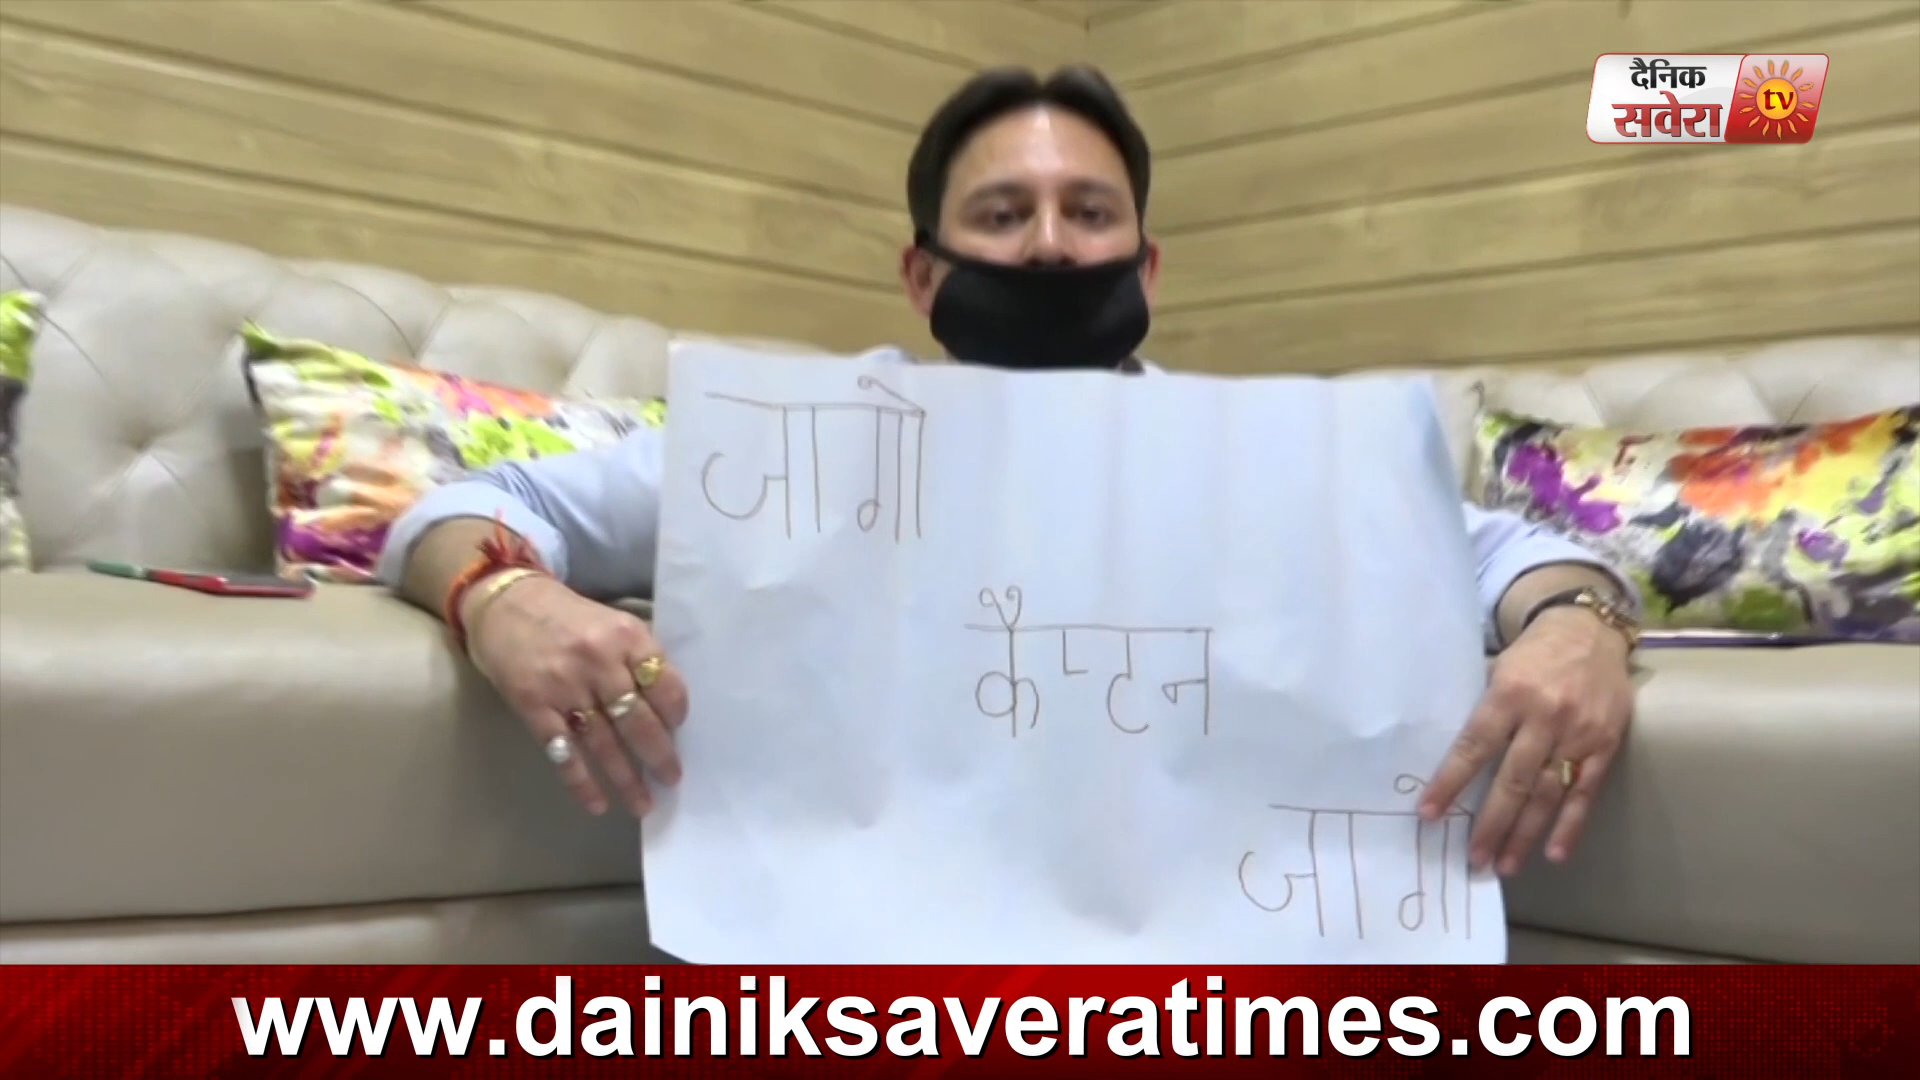 दैनिक
सवेरा
tv
जागो
कैप्टन
जागो
www.dainiksaveratimes.com